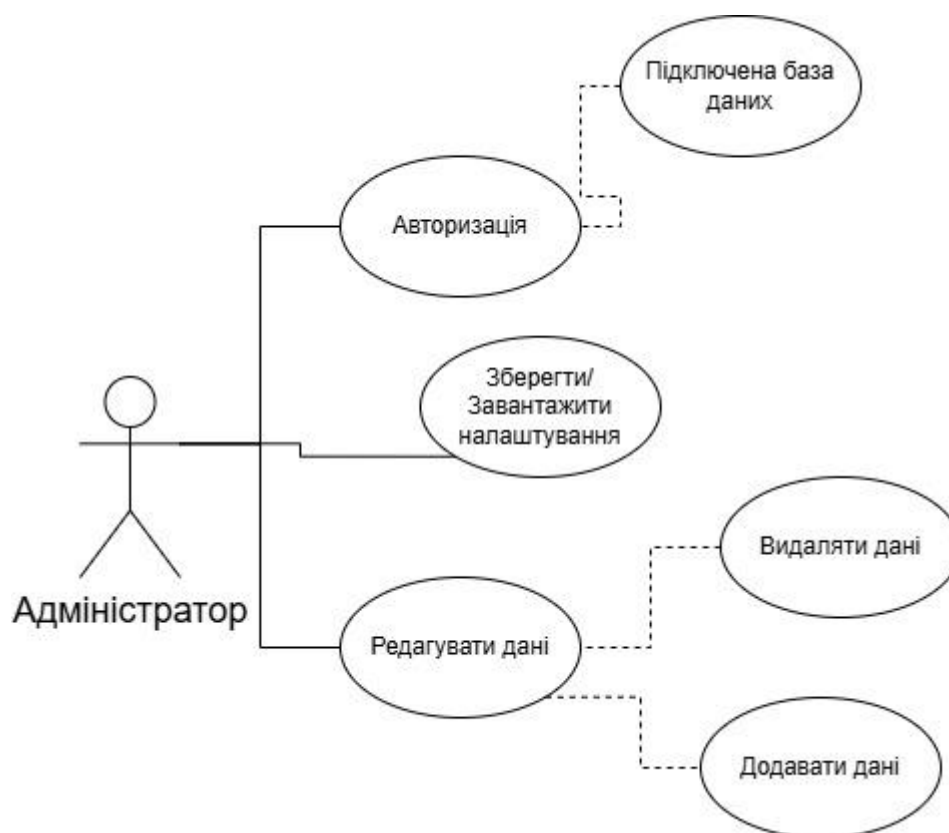 Підключена база
даних
Авторизація
Зберегти/
Завантажити
налаштування
Видаляти дані
Адміністратор
Редагувати дані
Додавати дані